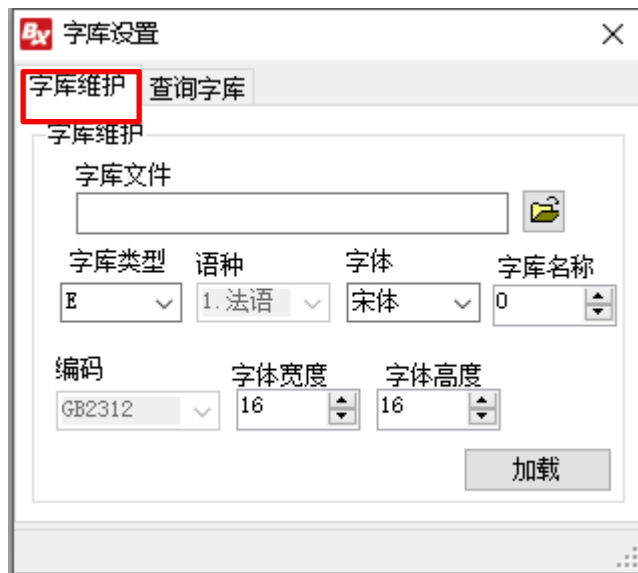 BX 字库设置
字库维护 查询字库
字库维护
字库文件
字库类型 语种 字体 字库名称
E 1.法语 宋体 0
编码 字体宽度 字体高度
GB2312 16 16
加载